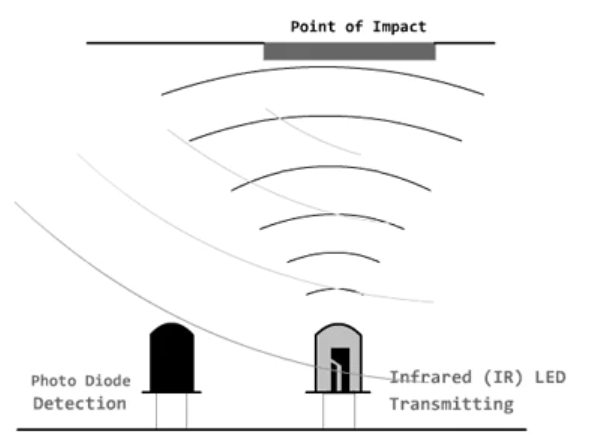 Point of Impact
Photo Diode
Detection
Infrared (IR) LED
Transmitting